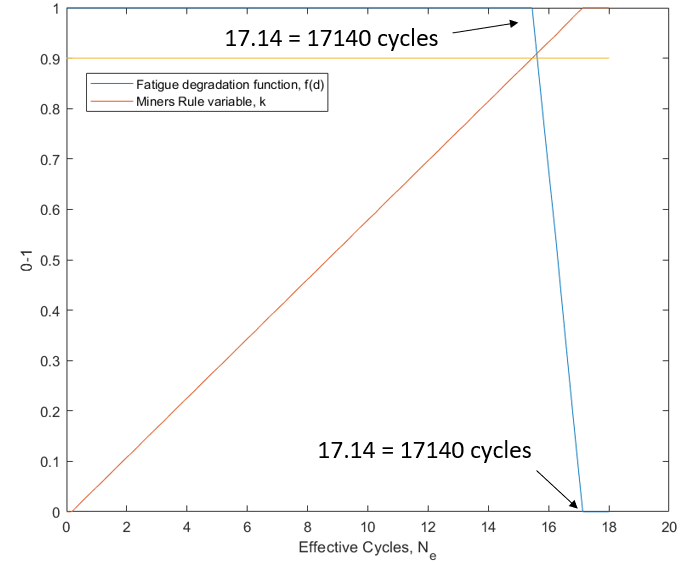 1
17.14 = 17140 cycles
0.9
Fatigue degradation function, f(d)
Miners Rule variable, k
0.8
0.7
0.6
0.5
0-1
0.4
0.3
0.2
17.14 = 17140 cycles
0.1
0
0 2 4 6 8 10 12 14 16 18 20
Effective Cycles, N_e